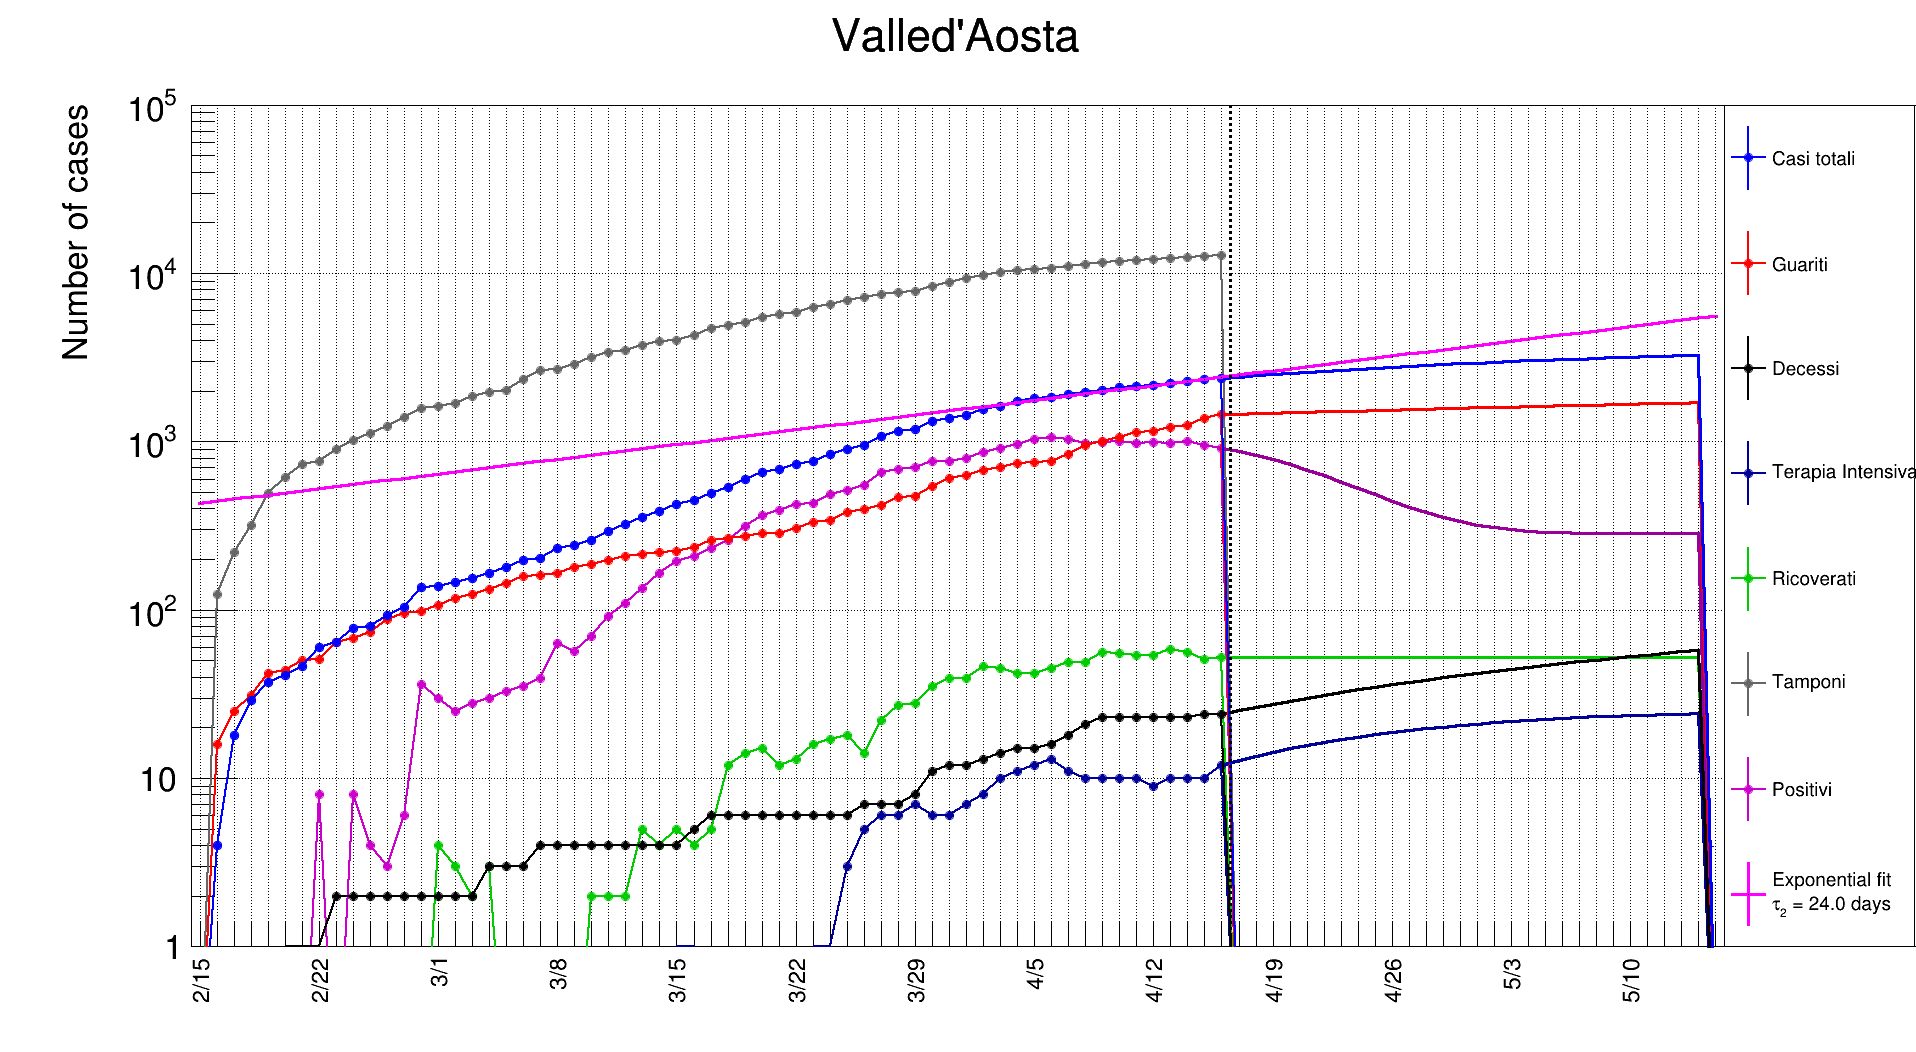 Valled'Aosta
Number of cases
10^5
10^4
10^3
10^2
10
1
2/15
2/22
3/1
3/8
3/15
3/22
3/29
4/5
4/12
4/19
4/26
5/3
5/10
Casi totali
Guariti
Decessi
Terapia Intensiva
Ricoverati
Tamponi
Positivi
Exponential fit
τ₂ = 24.0 days